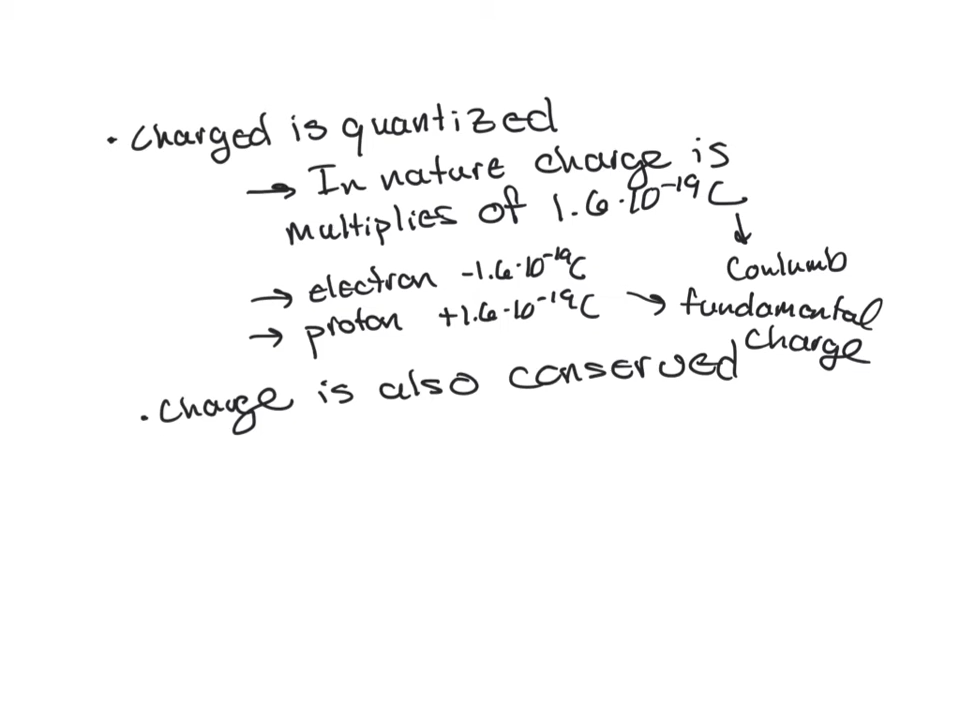 • Charged is quantized
→ In nature charge is
multiplies of 1.6·10⁻¹⁹ C
↓
Coulumb
→ electron -1.6·10⁻¹⁹C
→ proton +1.6·10⁻¹⁹C → fundamental
charge
• Charge is also conserved